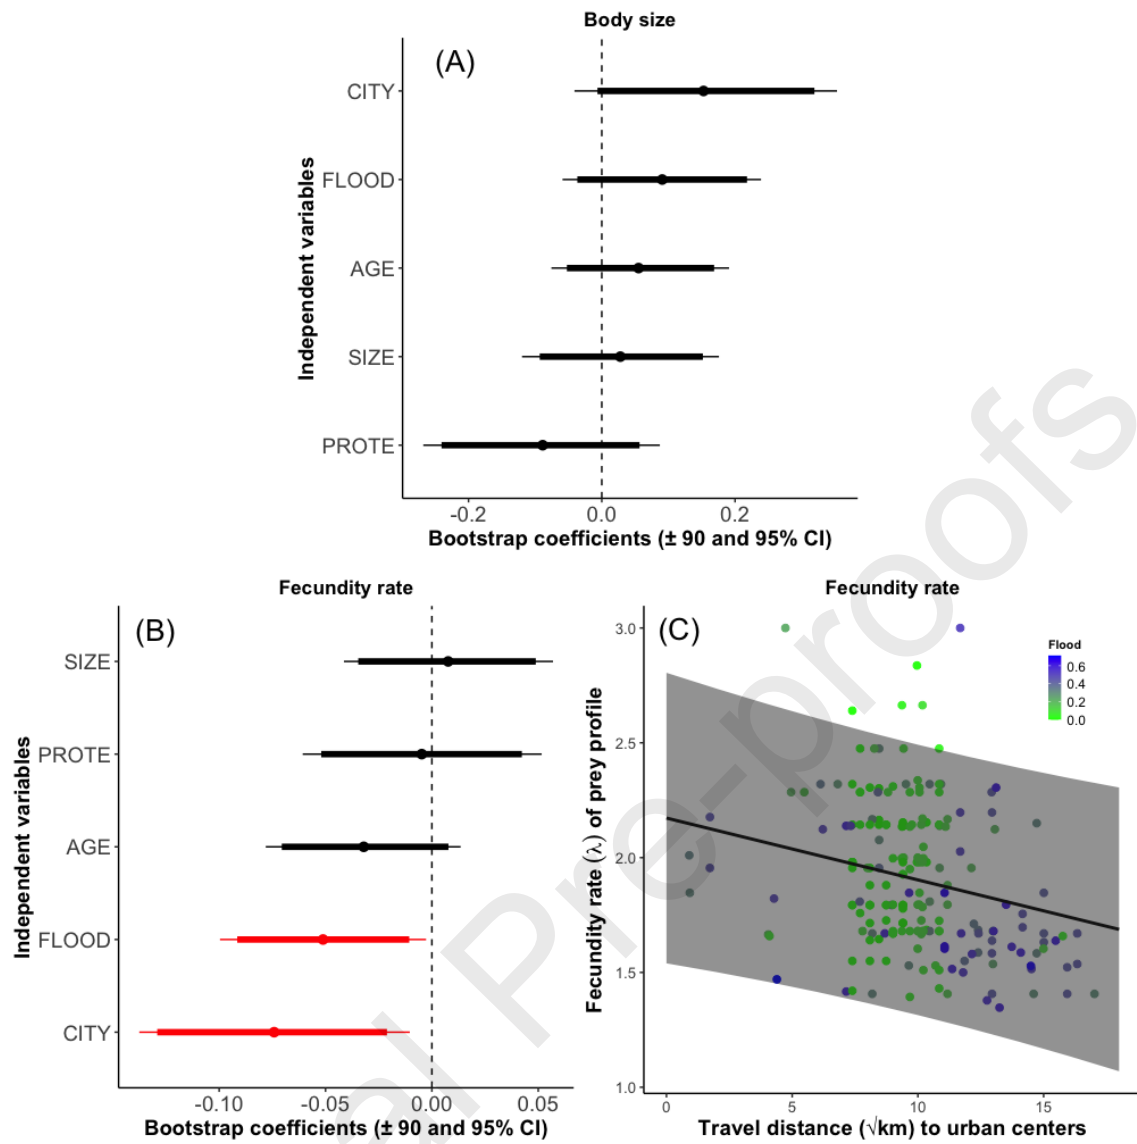 Body size
(A)
CITY
FLOOD
AGE
SIZE
PROTE
Independent variables
-0.2 0.0 0.2
Bootstrap coefficients (± 90 and 95% CI)
Fecundity rate
(B)
SIZE
PROTE
AGE
FLOOD
CITY
Independent variables
-0.10 -0.05 0.00 0.05
Bootstrap coefficients (± 90 and 95% CI)
Fecundity rate
(C)
Flood
0.6
0.4
0.2
0.0
3.0
2.5
2.0
1.5
1.0
Fecundity rate (λ) of prey profile
0 5 10 15
Travel distance (√km) to urban centers
al Pre-proofs